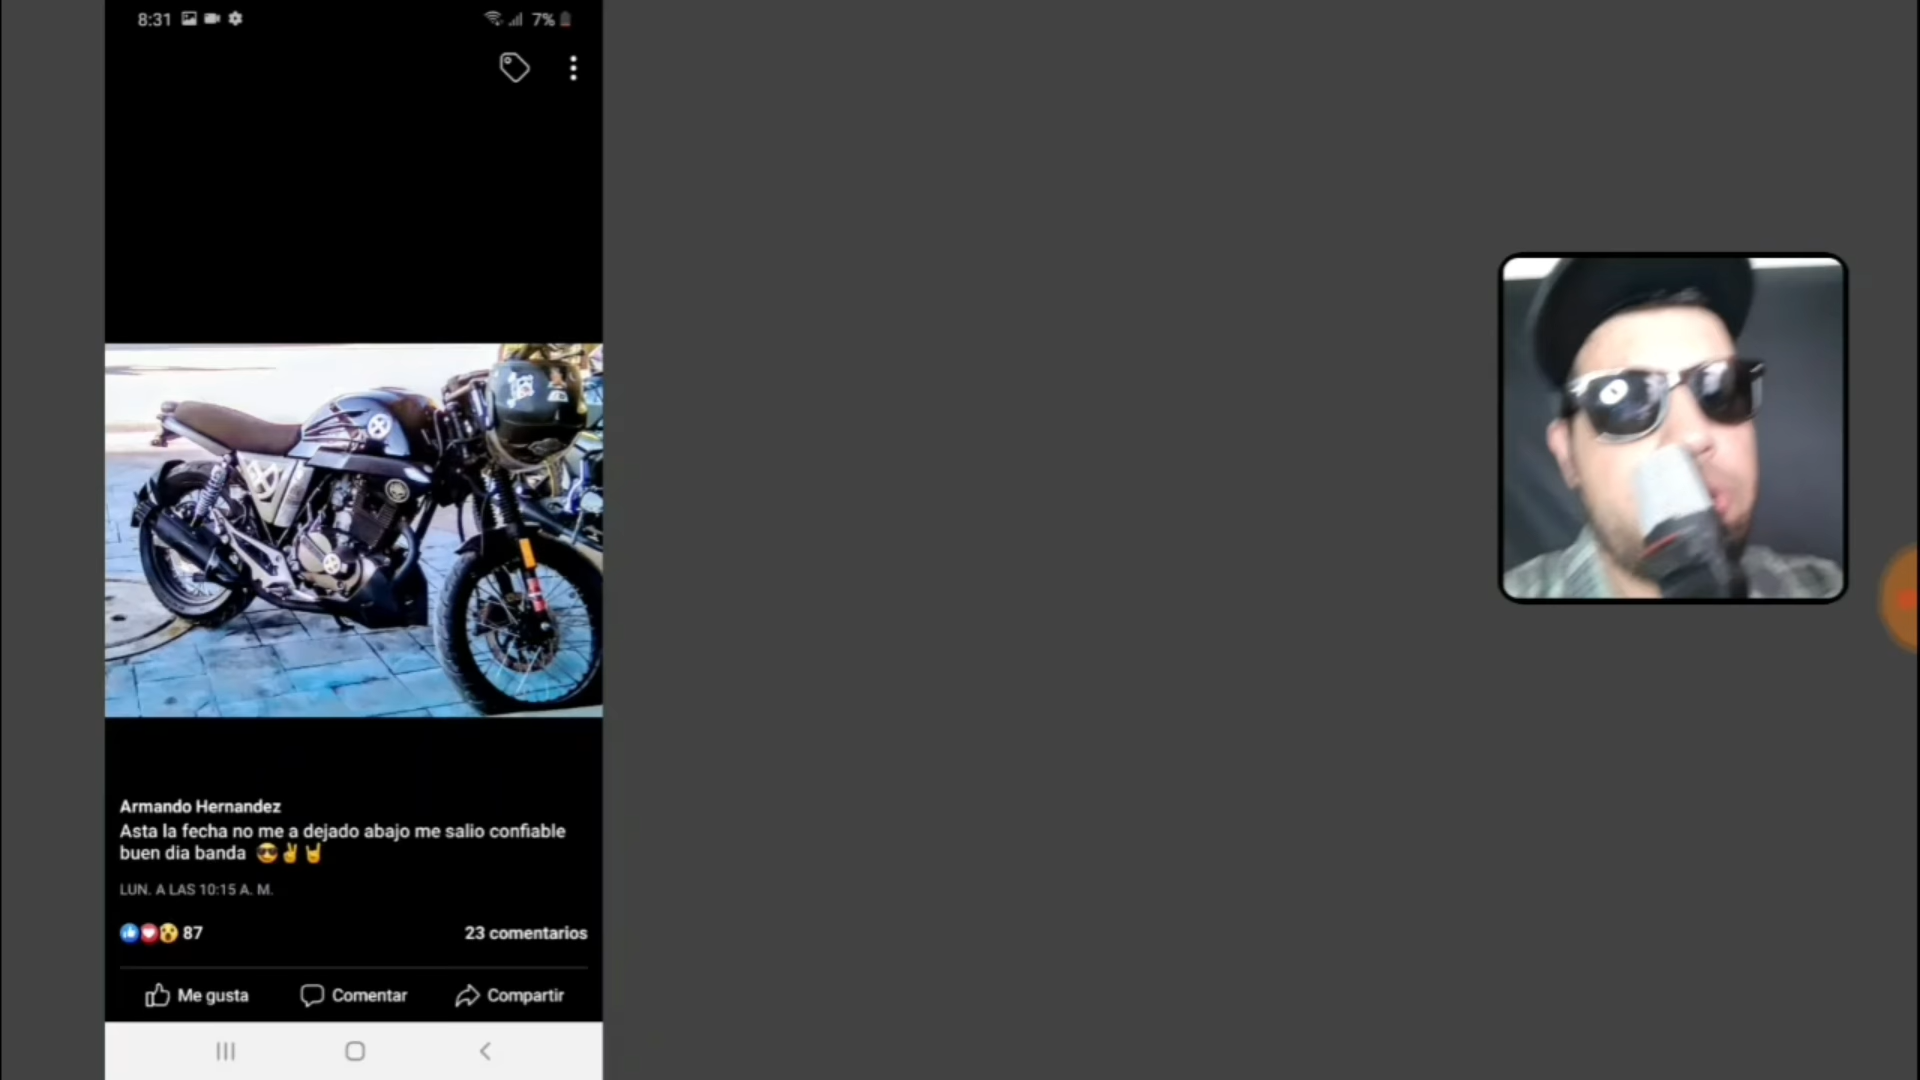 8:31
7%
Armando Hernandez
Asta la fecha no me a dejado abajo me salio confiable
buen dia banda 😎✌️🤘
LUN. A LAS 10:15 A. M.
87
23 comentarios
Me gusta
Comentar
Compartir